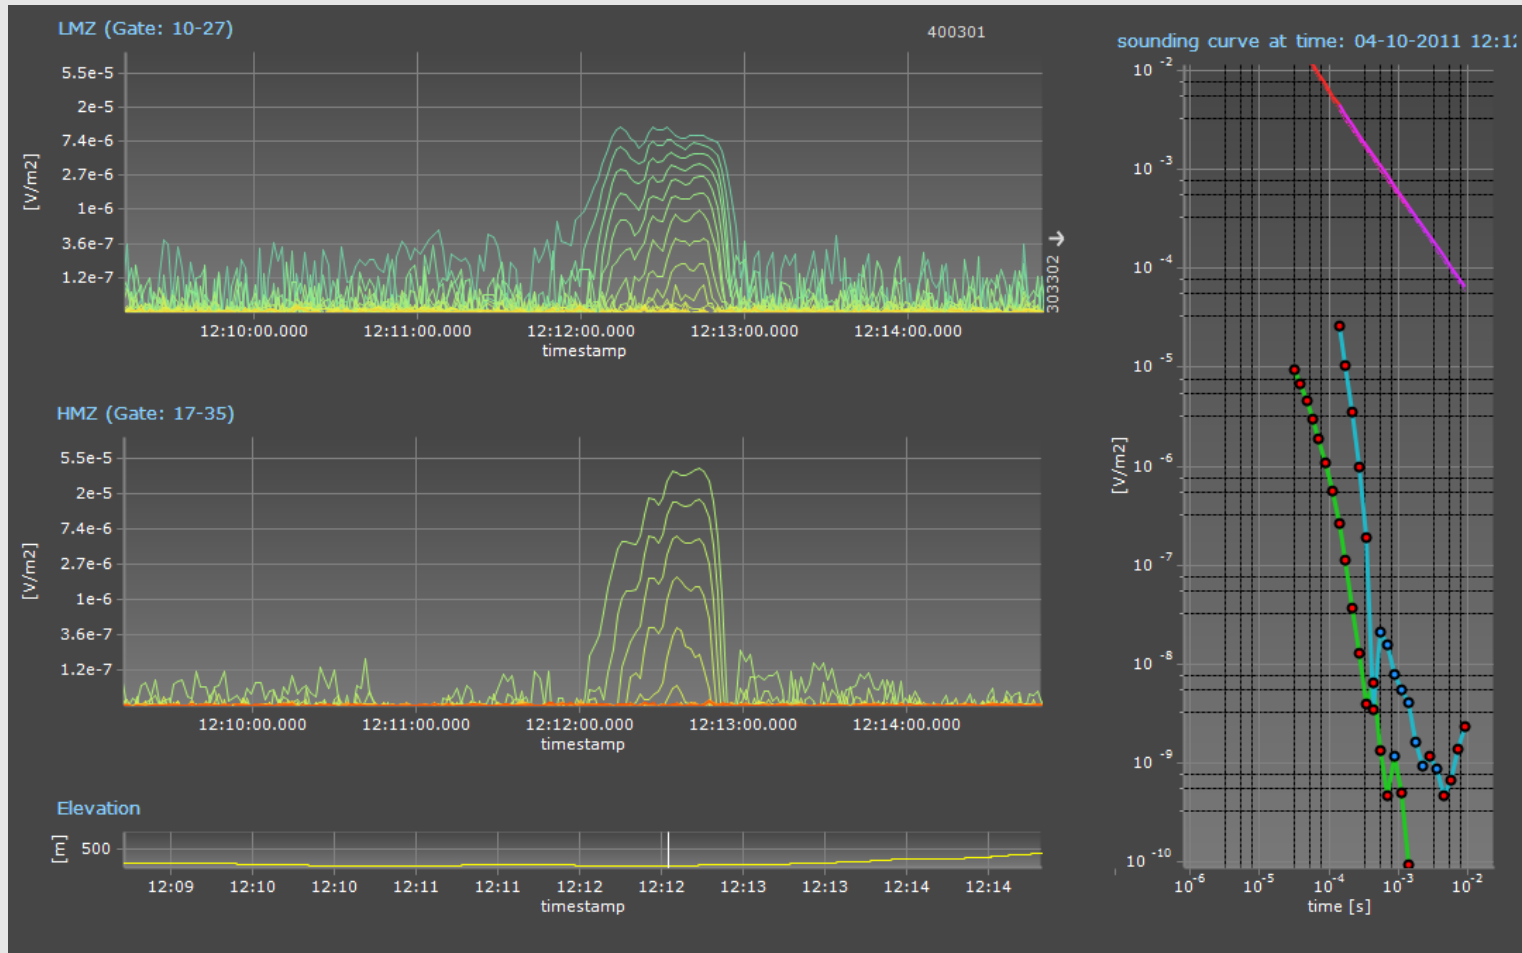 LMZ (Gate: 10-27)
400301
[V/m2]
5.5e-5
2e-5
7.4e-6
2.7e-6
1e-6
3.6e-7
1.2e-7
303302
12:10:00.000 12:11:00.000 12:12:00.000 12:13:00.000 12:14:00.000
timestamp
HMZ (Gate: 17-35)
[V/m2]
5.5e-5
2e-5
7.4e-6
2.7e-6
1e-6
3.6e-7
1.2e-7
12:10:00.000 12:11:00.000 12:12:00.000 12:13:00.000 12:14:00.000
timestamp
Elevation
[m] 500
12:09 12:10 12:10 12:11 12:11 12:12 12:12 12:13 12:13 12:14 12:14
timestamp
sounding curve at time: 04-10-2011 12:12
[V/m2]
10 -2
10 -3
10 -4
10 -5
10 -6
10 -7
10 -8
10 -9
10 -10
10-6 10-5 10-4 10-3 10-2
time [s]